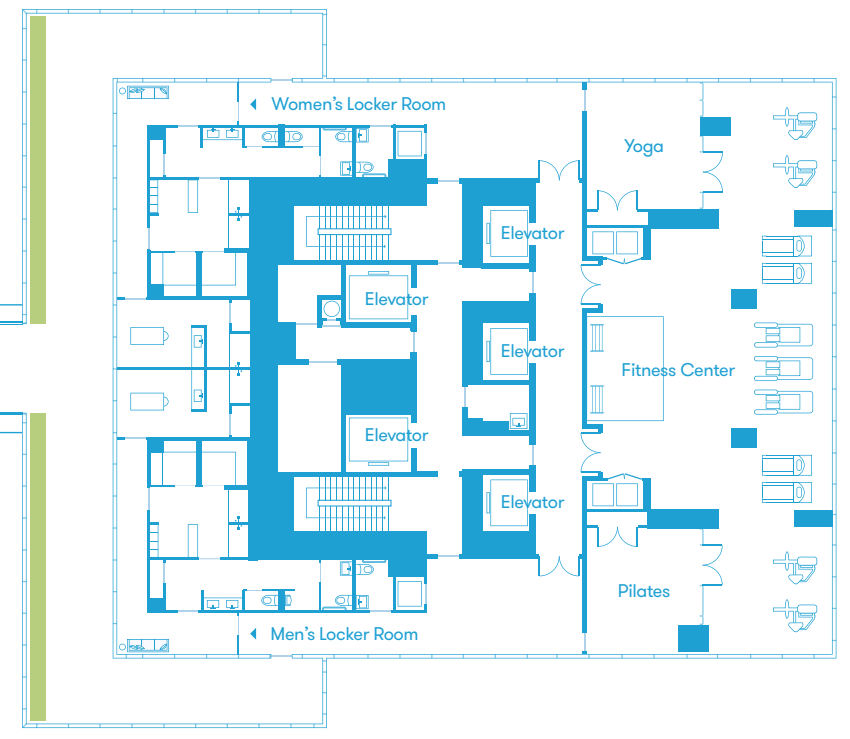 Women's Locker Room
Yoga
Elevator
Elevator
Elevator
Fitness Center
Elevator
Elevator
Pilates
Men's Locker Room